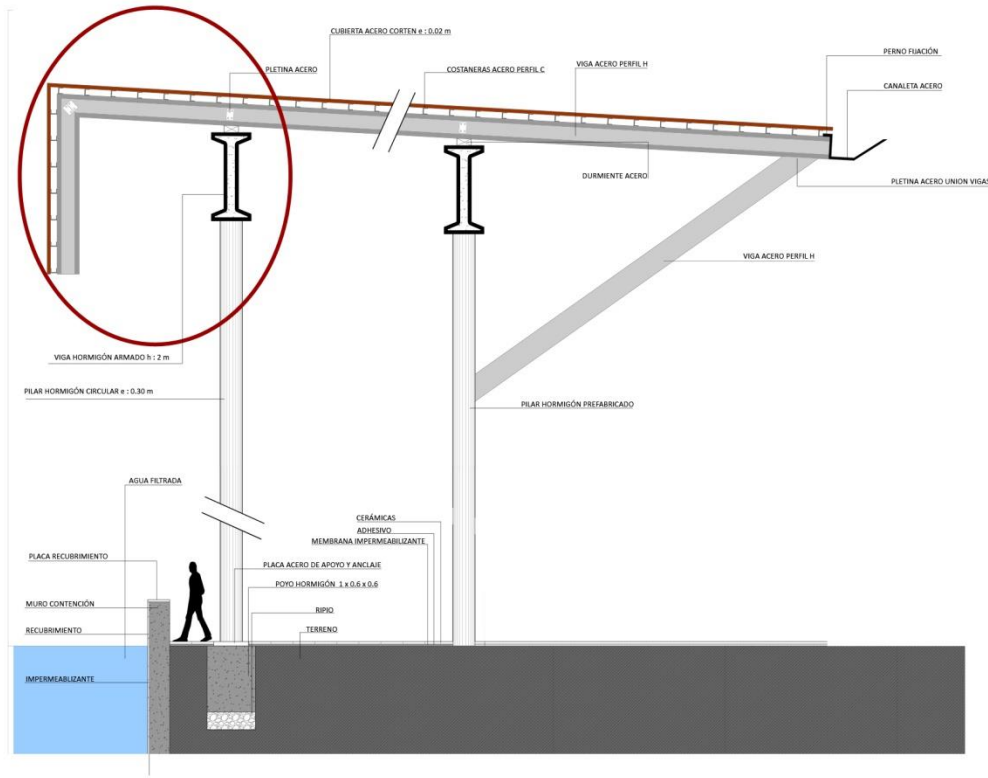 CUBIERTA ACERO CORTEN e : 0.02 m
PERNO FIJACIÓN
PLETINA ACERO
COSTANERAS ACERO PERFIL C
VIGA ACERO PERFIL H
CANALETA ACERO
DURMIENTE ACERO
PLETINA ACERO UNION VIGAS
VIGA ACERO PERFIL H
VIGA HORMIGÓN ARMADO h : 2 m
PILAR HORMIGÓN CIRCULAR e : 0.30 m
PILAR HORMIGÓN PREFABRICADO
AGUA FILTRADA
CERÁMICAS
ADHESIVO
MEMBRANA IMPERMEABILIZANTE
PLACA RECUBRIMIENTO
PLACA ACERO DE APOYO Y ANCLAJE
POYO HORMIGÓN 1 x 0.6 x 0.6
MURO CONTENCIÓN
RIPIO
RECUBRIMIENTO
TERRENO
IMPERMEABLIZANTE